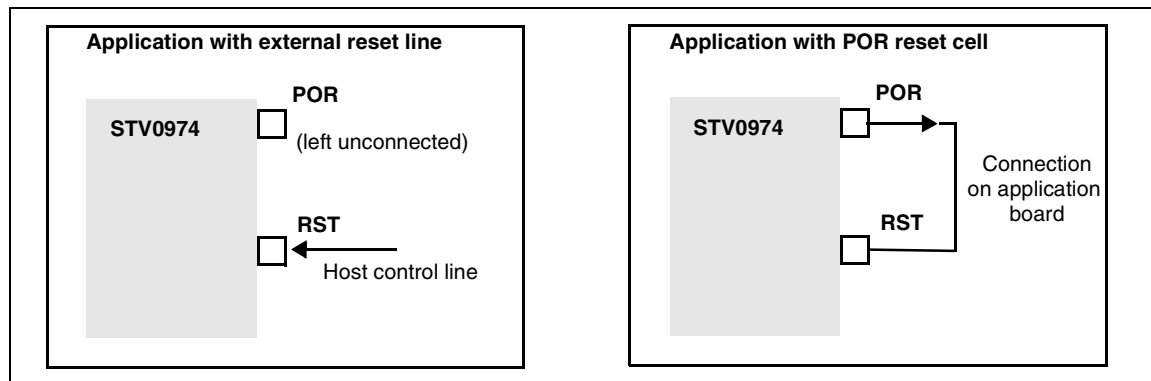 Application with external reset line
POR
STV0974
(left unconnected)
RST
Host control line
Application with POR reset cell
POR
STV0974
Connection
on application
board
RST